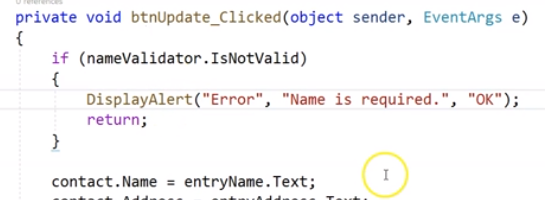 0 references
private void btnUpdate_Clicked(object sender, EventArgs e)
{
if (nameValidator.IsNotValid)
{
DisplayAlert("Error", "Name is required.", "OK");
return;
}
contact.Name = entryName.Text;
contact.Address = entryAddress.Text;